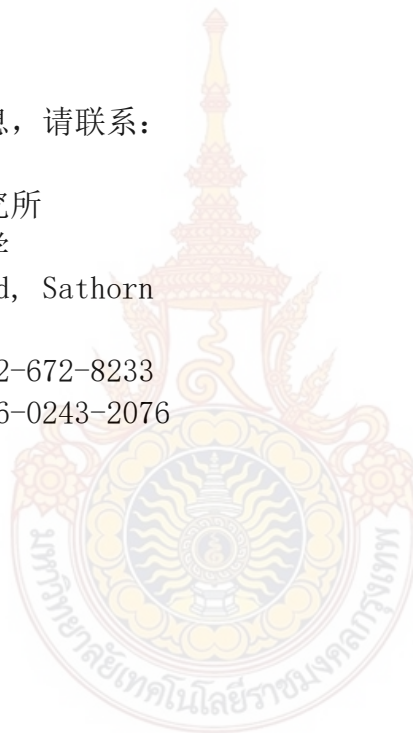 息，请联系：
究所
学
d, Sathorn
2-672-8233
6-0243-2076
มหาวิทยาลัยเทคโนโลยีราชมงคลกรุงเทพ